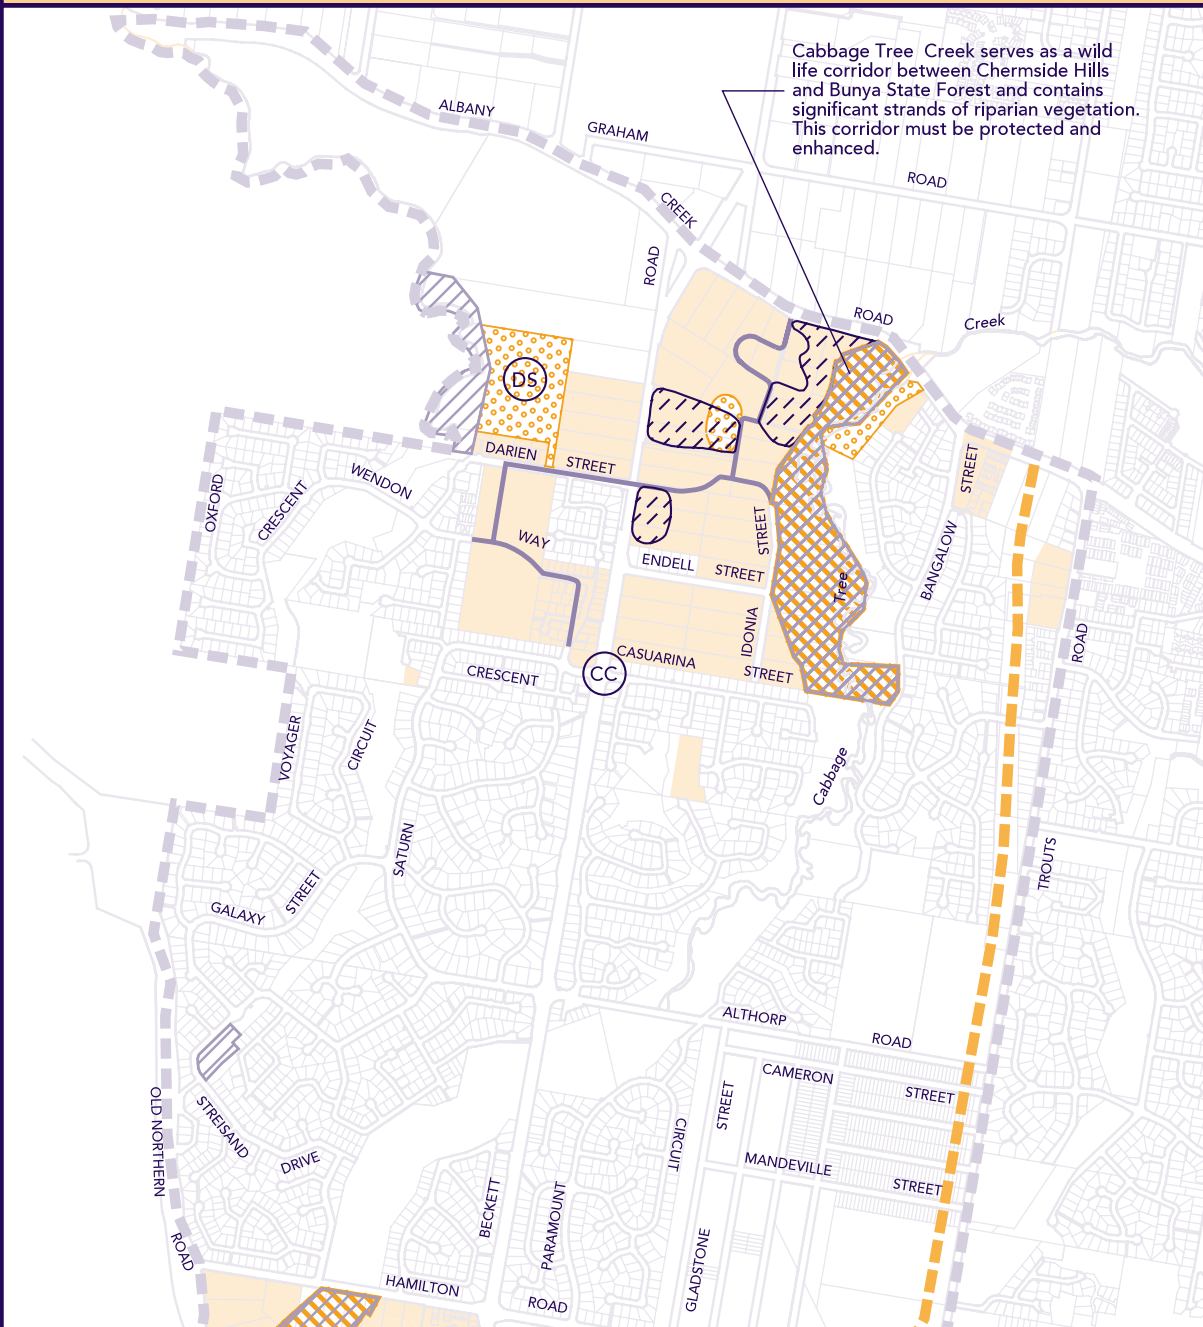 Cabbage Tree  Creek serves as a wild
life corridor between Chermside Hills
and Bunya State Forest and contains
significant strands of riparian vegetation.
This corridor must be protected and
enhanced.
ALBANY
GRAHAM
ROAD
CREEK
ROAD
ROAD
Creek
DS
DARIEN
STREET
WENDON
OXFORD
CRESCENT
STREET
WAY
STREET
BANGALOW
ENDELL
STREET
Tree
IDONIA
ROAD
CASUARINA
STREET
CC
CRESCENT
VOYAGER
CIRCUIT
Cabbage
SATURN
TROUTS
STREET
GALAXY
ALTHORP
ROAD
CAMERON
STREET
STREET
OLD NORTHERN
STREISAND
DRIVE
CIRCUIT
MANDEVILLE
STREET
BECKETT
PARAMOUNT
ROAD
GLADSTONE
HAMILTON
ROAD